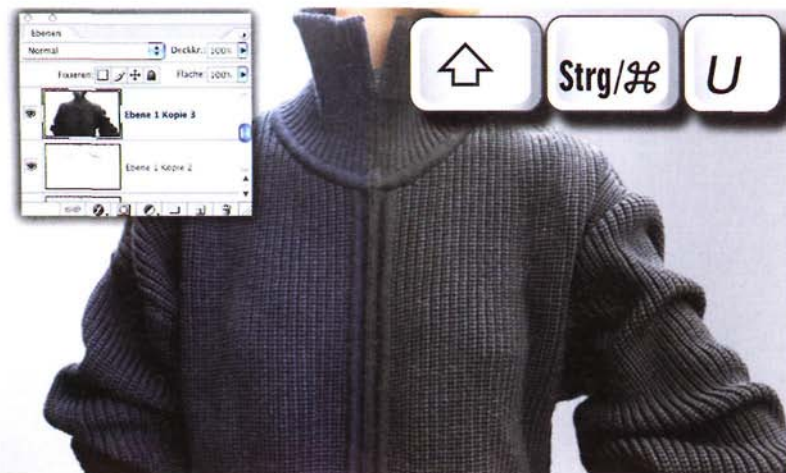 Ebenen
Normal Deckkr.: 100%
Fixieren: Fläche: 100%
Ebene 1 Kopie 3
Ebene 1 Kopie 2
Strg/⌘ U